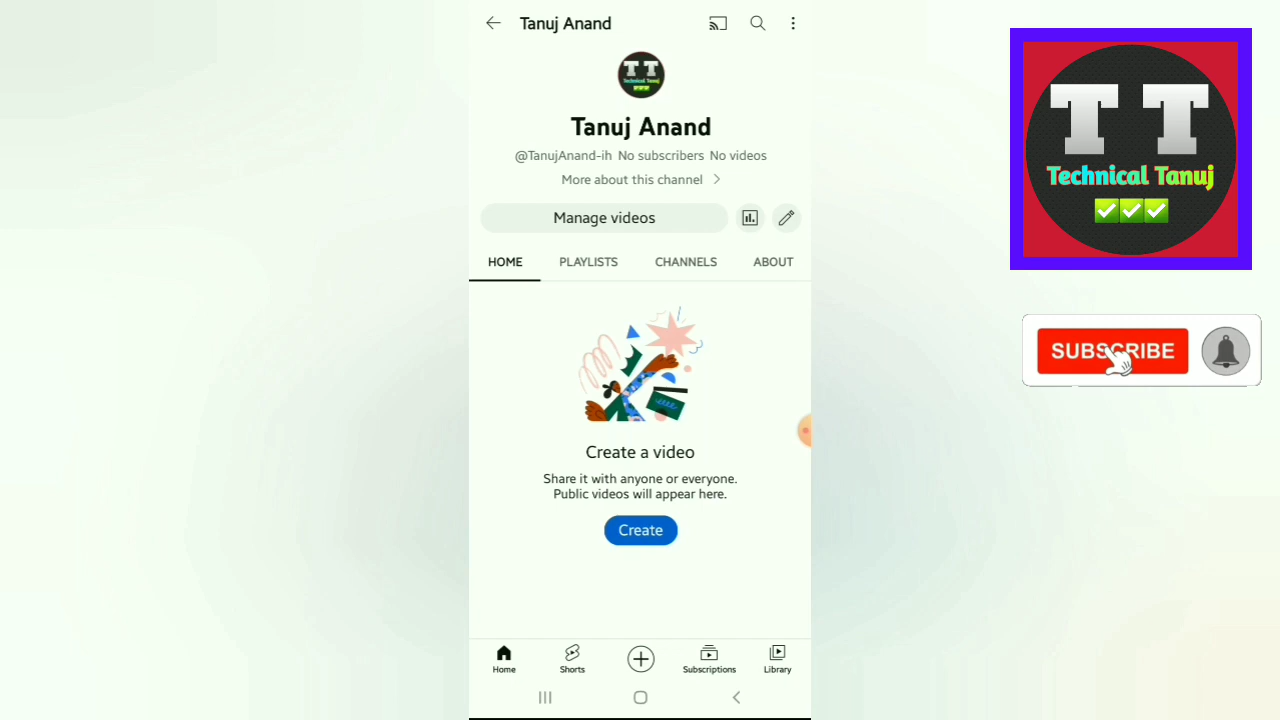 Tanuj Anand
TT
Technical Tanuj
Tanuj Anand
@TanujAnand-ih No subscribers No videos
More about this channel
Manage videos
HOME PLAYLISTS CHANNELS ABOUT
Create a video
Share it with anyone or everyone.
Public videos will appear here.
Create
Home Shorts Subscriptions Library
T T
Technical Tanuj
SUBSCRIBE